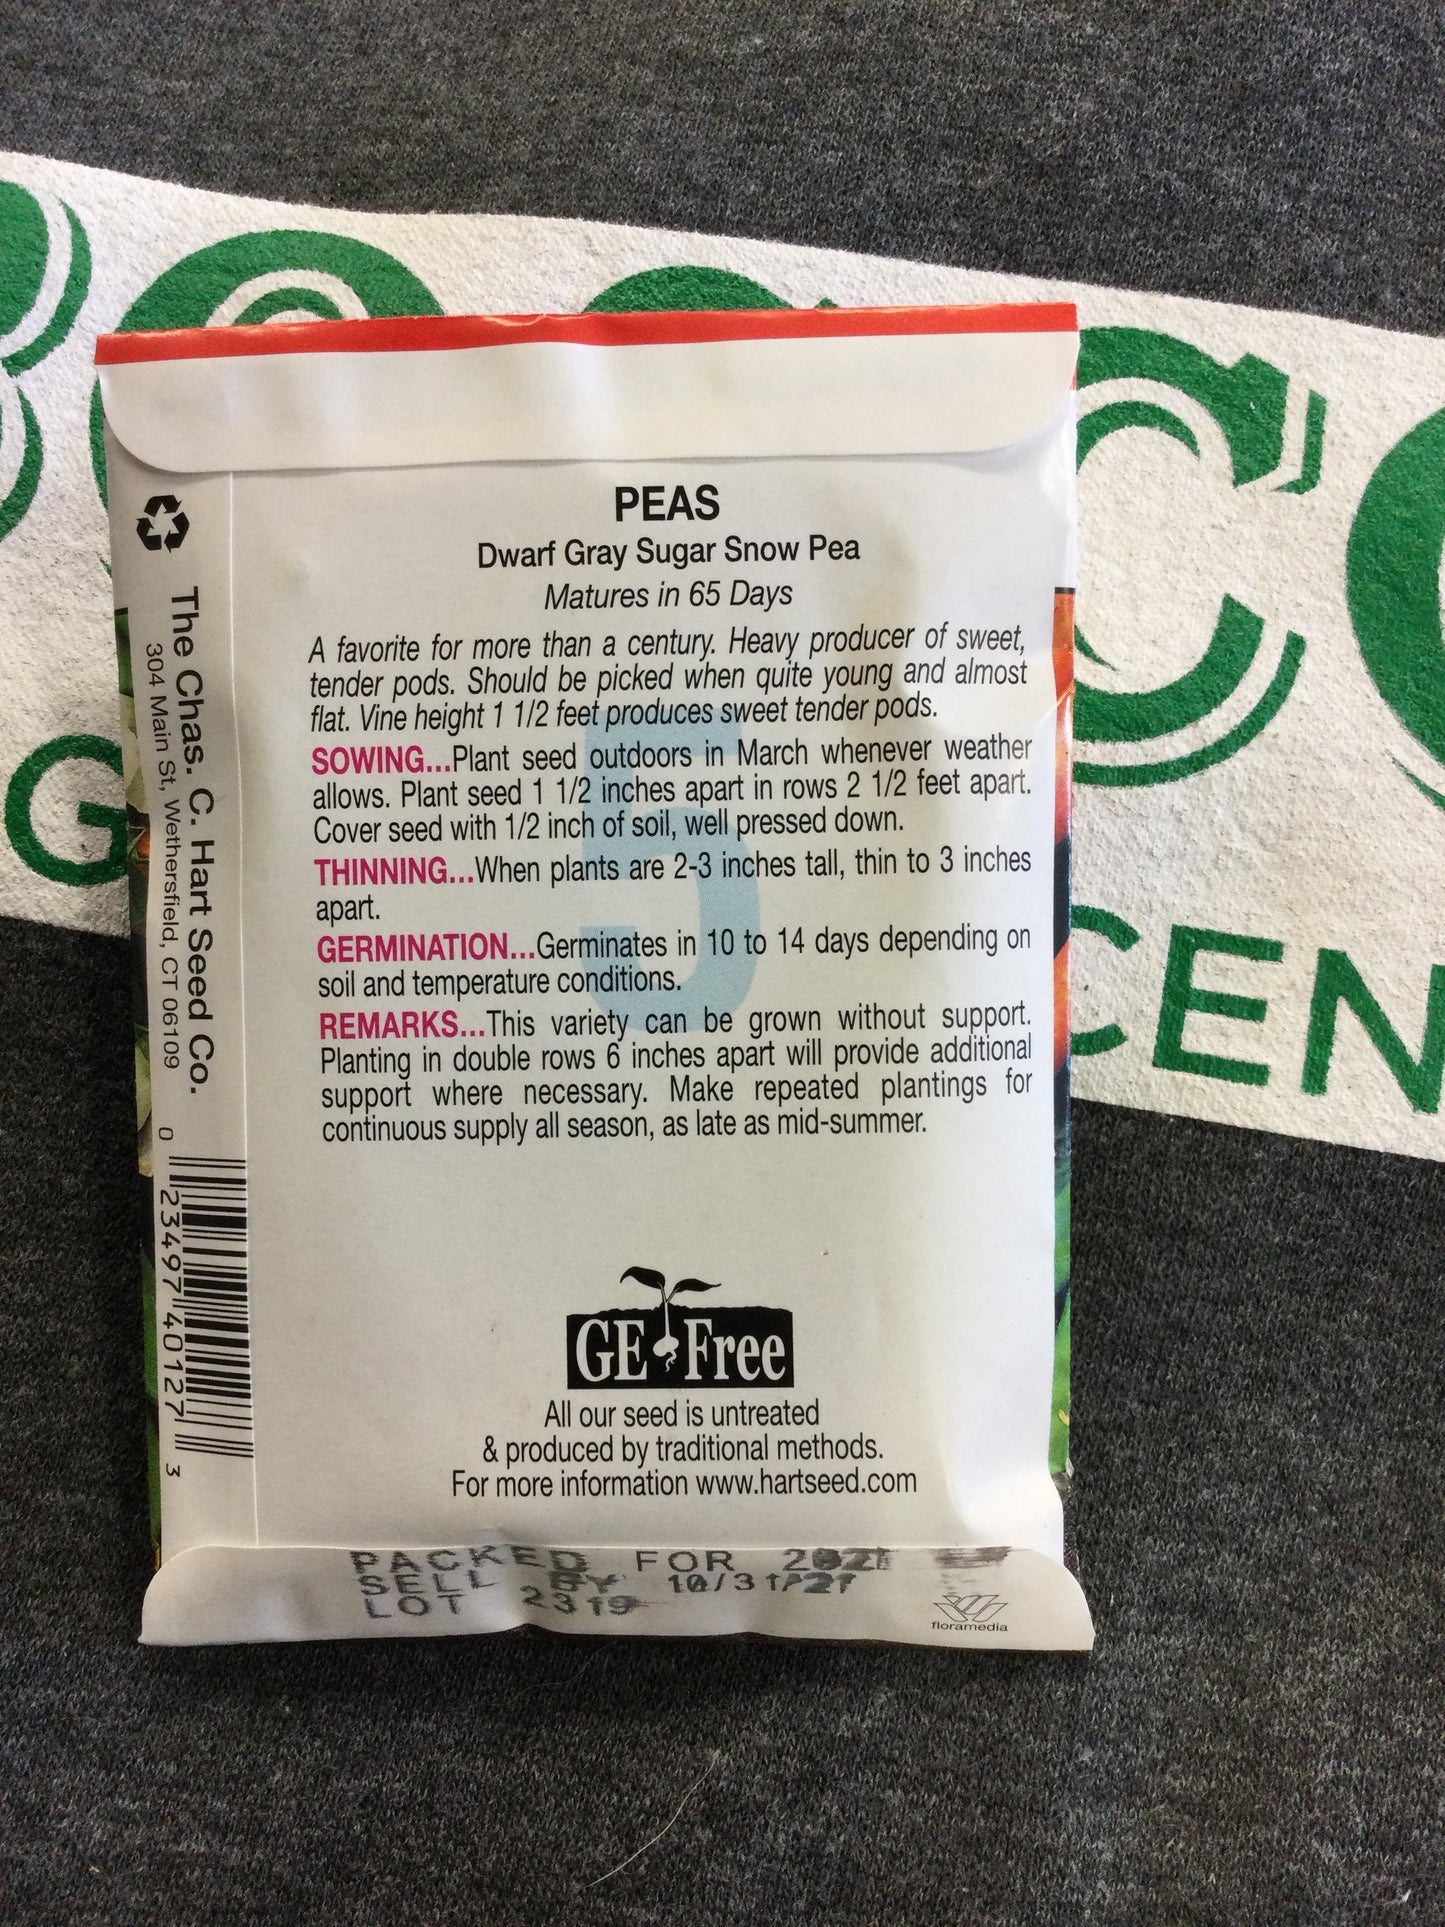 PEAS
Dwarf Gray Sugar Snow Pea
Matures in 65 Days
A favorite for more than a century. Heavy producer of sweet,
tender pods. Should be picked when quite young and almost
flat. Vine height 1 1/2 feet produces sweet tender pods.
SOWING...Plant seed outdoors in March whenever weather
allows. Plant seed 1 1/2 inches apart in rows 2 1/2 feet apart.
Cover seed with 1/2 inch of soil, well pressed down.
THINNING...When plants are 2-3 inches tall, thin to 3 inches
apart.
GERMINATION...Germinates in 10 to 14 days depending on
soil and temperature conditions.
REMARKS...This variety can be grown without support.
Planting in double rows 6 inches apart will provide additional
support where necessary. Make repeated plantings for
continuous supply all season, as late as mid-summer.
5
GE Free
All our seed is untreated
& produced by traditional methods.
For more information www.hartseed.com
PACKED FOR 2021
SELL BY 10/31/21
LOT 2319
floramedia
The Chas. C. Hart Seed Co.
304 Main St, Wethersfield, CT 06109
0 23497 40127 3
G
CEN